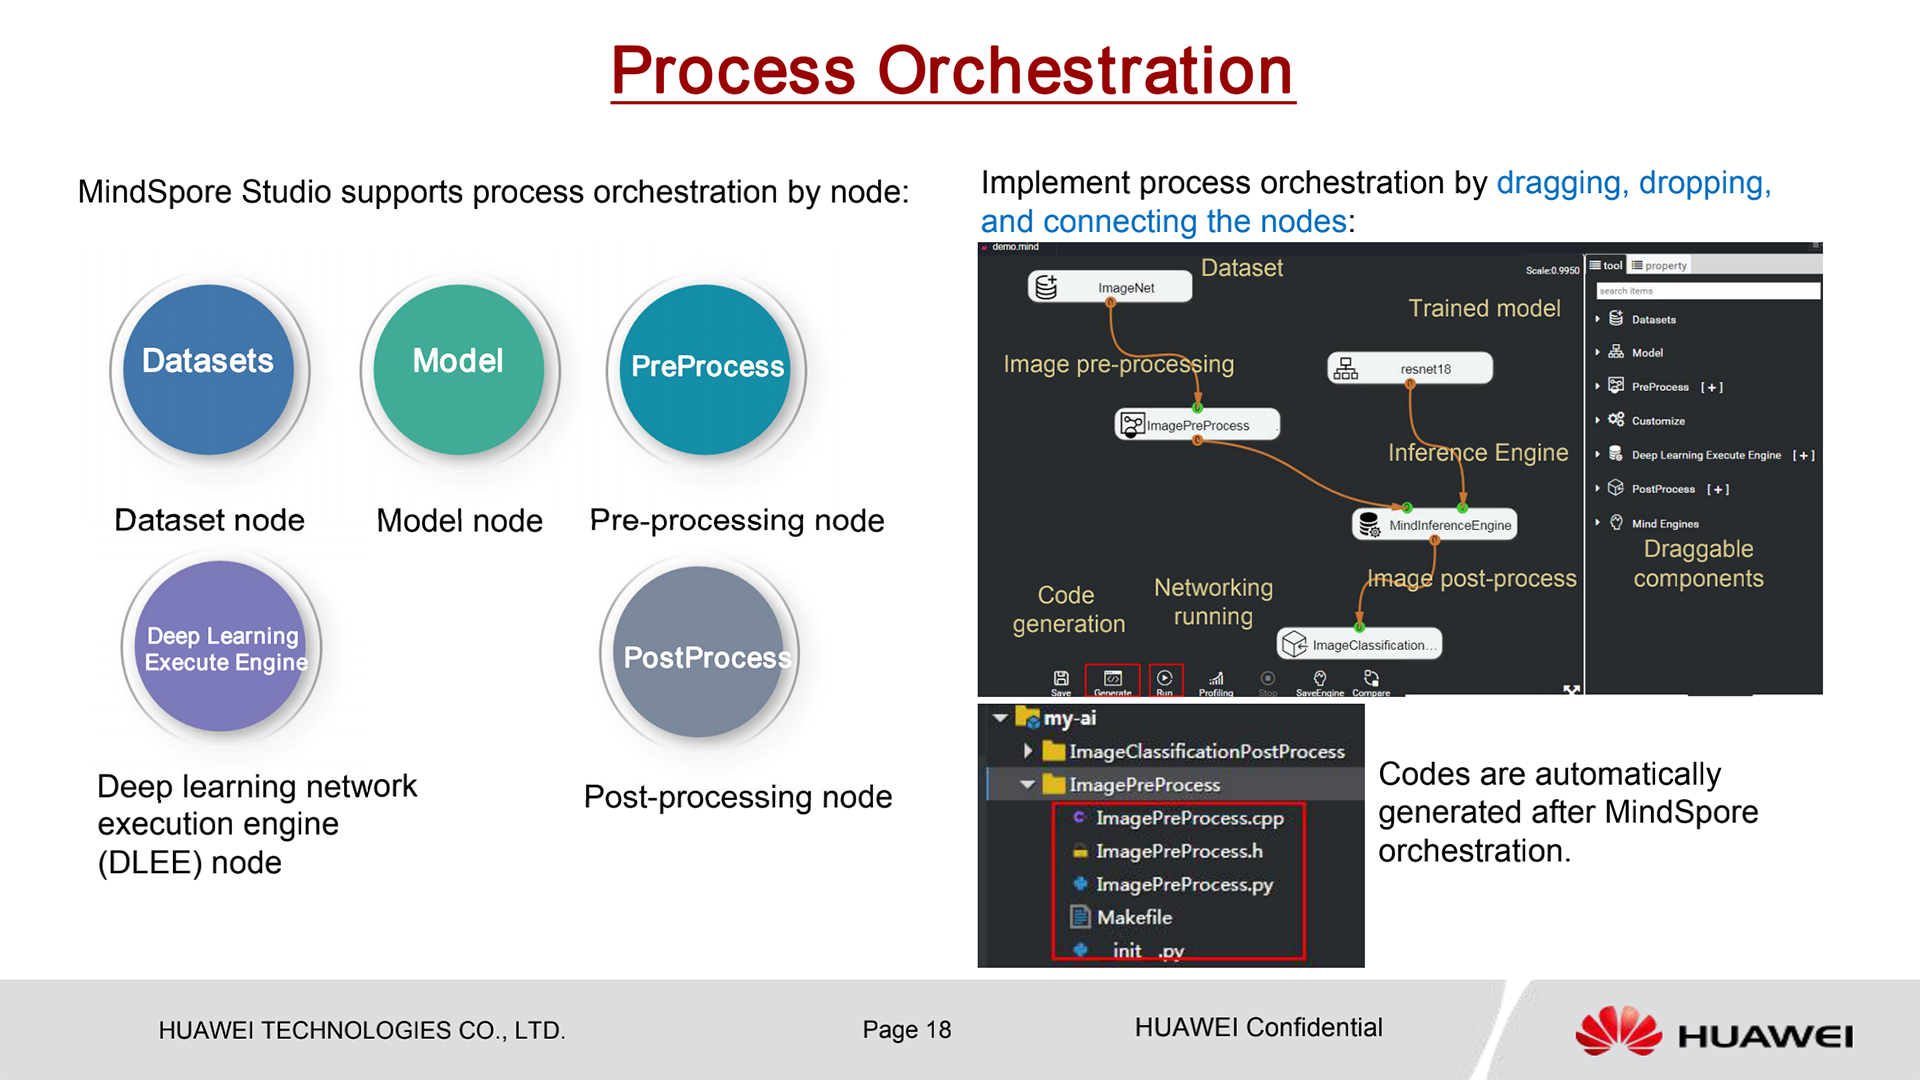 Process Orchestration
MindSpore Studio supports process orchestration by node:
Datasets
Model
PreProcess
Dataset node
Model node
Pre-processing node
Deep Learning
Execute Engine
PostProcess
Deep learning network
execution engine
(DLEE) node
Post-processing node
Implement process orchestration by dragging, dropping,
and connecting the nodes:
demo.mind
Scale:0.9950
ImageNet
Dataset
Trained model
Image pre-processing
resnet18
ImagePreProcess
Inference Engine
MindInferenceEngine
Image post-process
Code
generation
Networking
running
ImageClassification...
Save
Generate
Run
Profiling
Stop
SaveEngine
Compare
tool
property
search items
Datasets
Model
PreProcess [+]
Customize
Deep Learning Execute Engine [+]
PostProcess [+]
Mind Engines
Draggable
components
my-ai
ImageClassificationPostProcess
ImagePreProcess
ImagePreProcess.cpp
ImagePreProcess.h
ImagePreProcess.py
Makefile
__init__.py
Codes are automatically
generated after MindSpore
orchestration.
HUAWEI TECHNOLOGIES CO., LTD.
Page 18
HUAWEI Confidential
HUAWEI